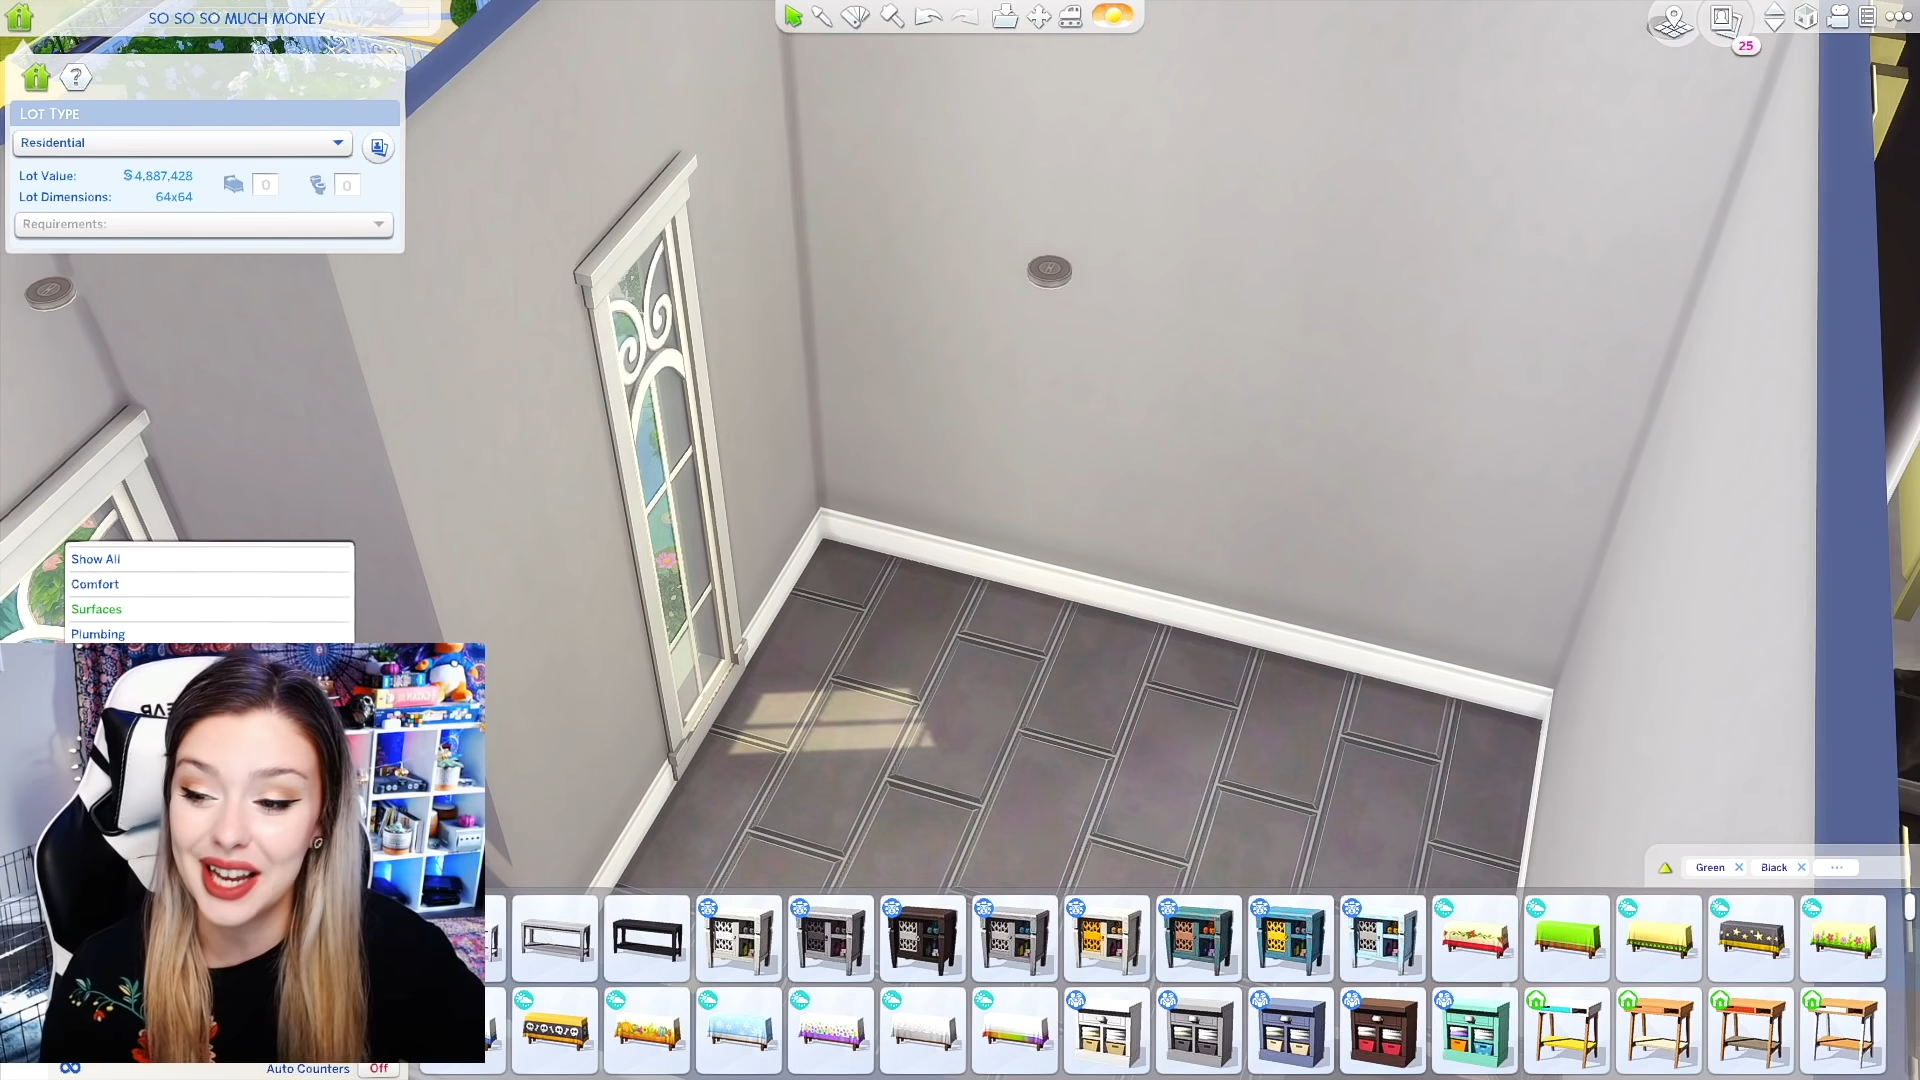 SO SO SO MUCH MONEY
25
?
LOT TYPE
Residential
Lot Value: §4,887,428
0
0
Lot Dimensions: 64x64
Requirements:
Show All
Comfort
Surfaces
Plumbing
Green
Black
...
Auto Counters Off